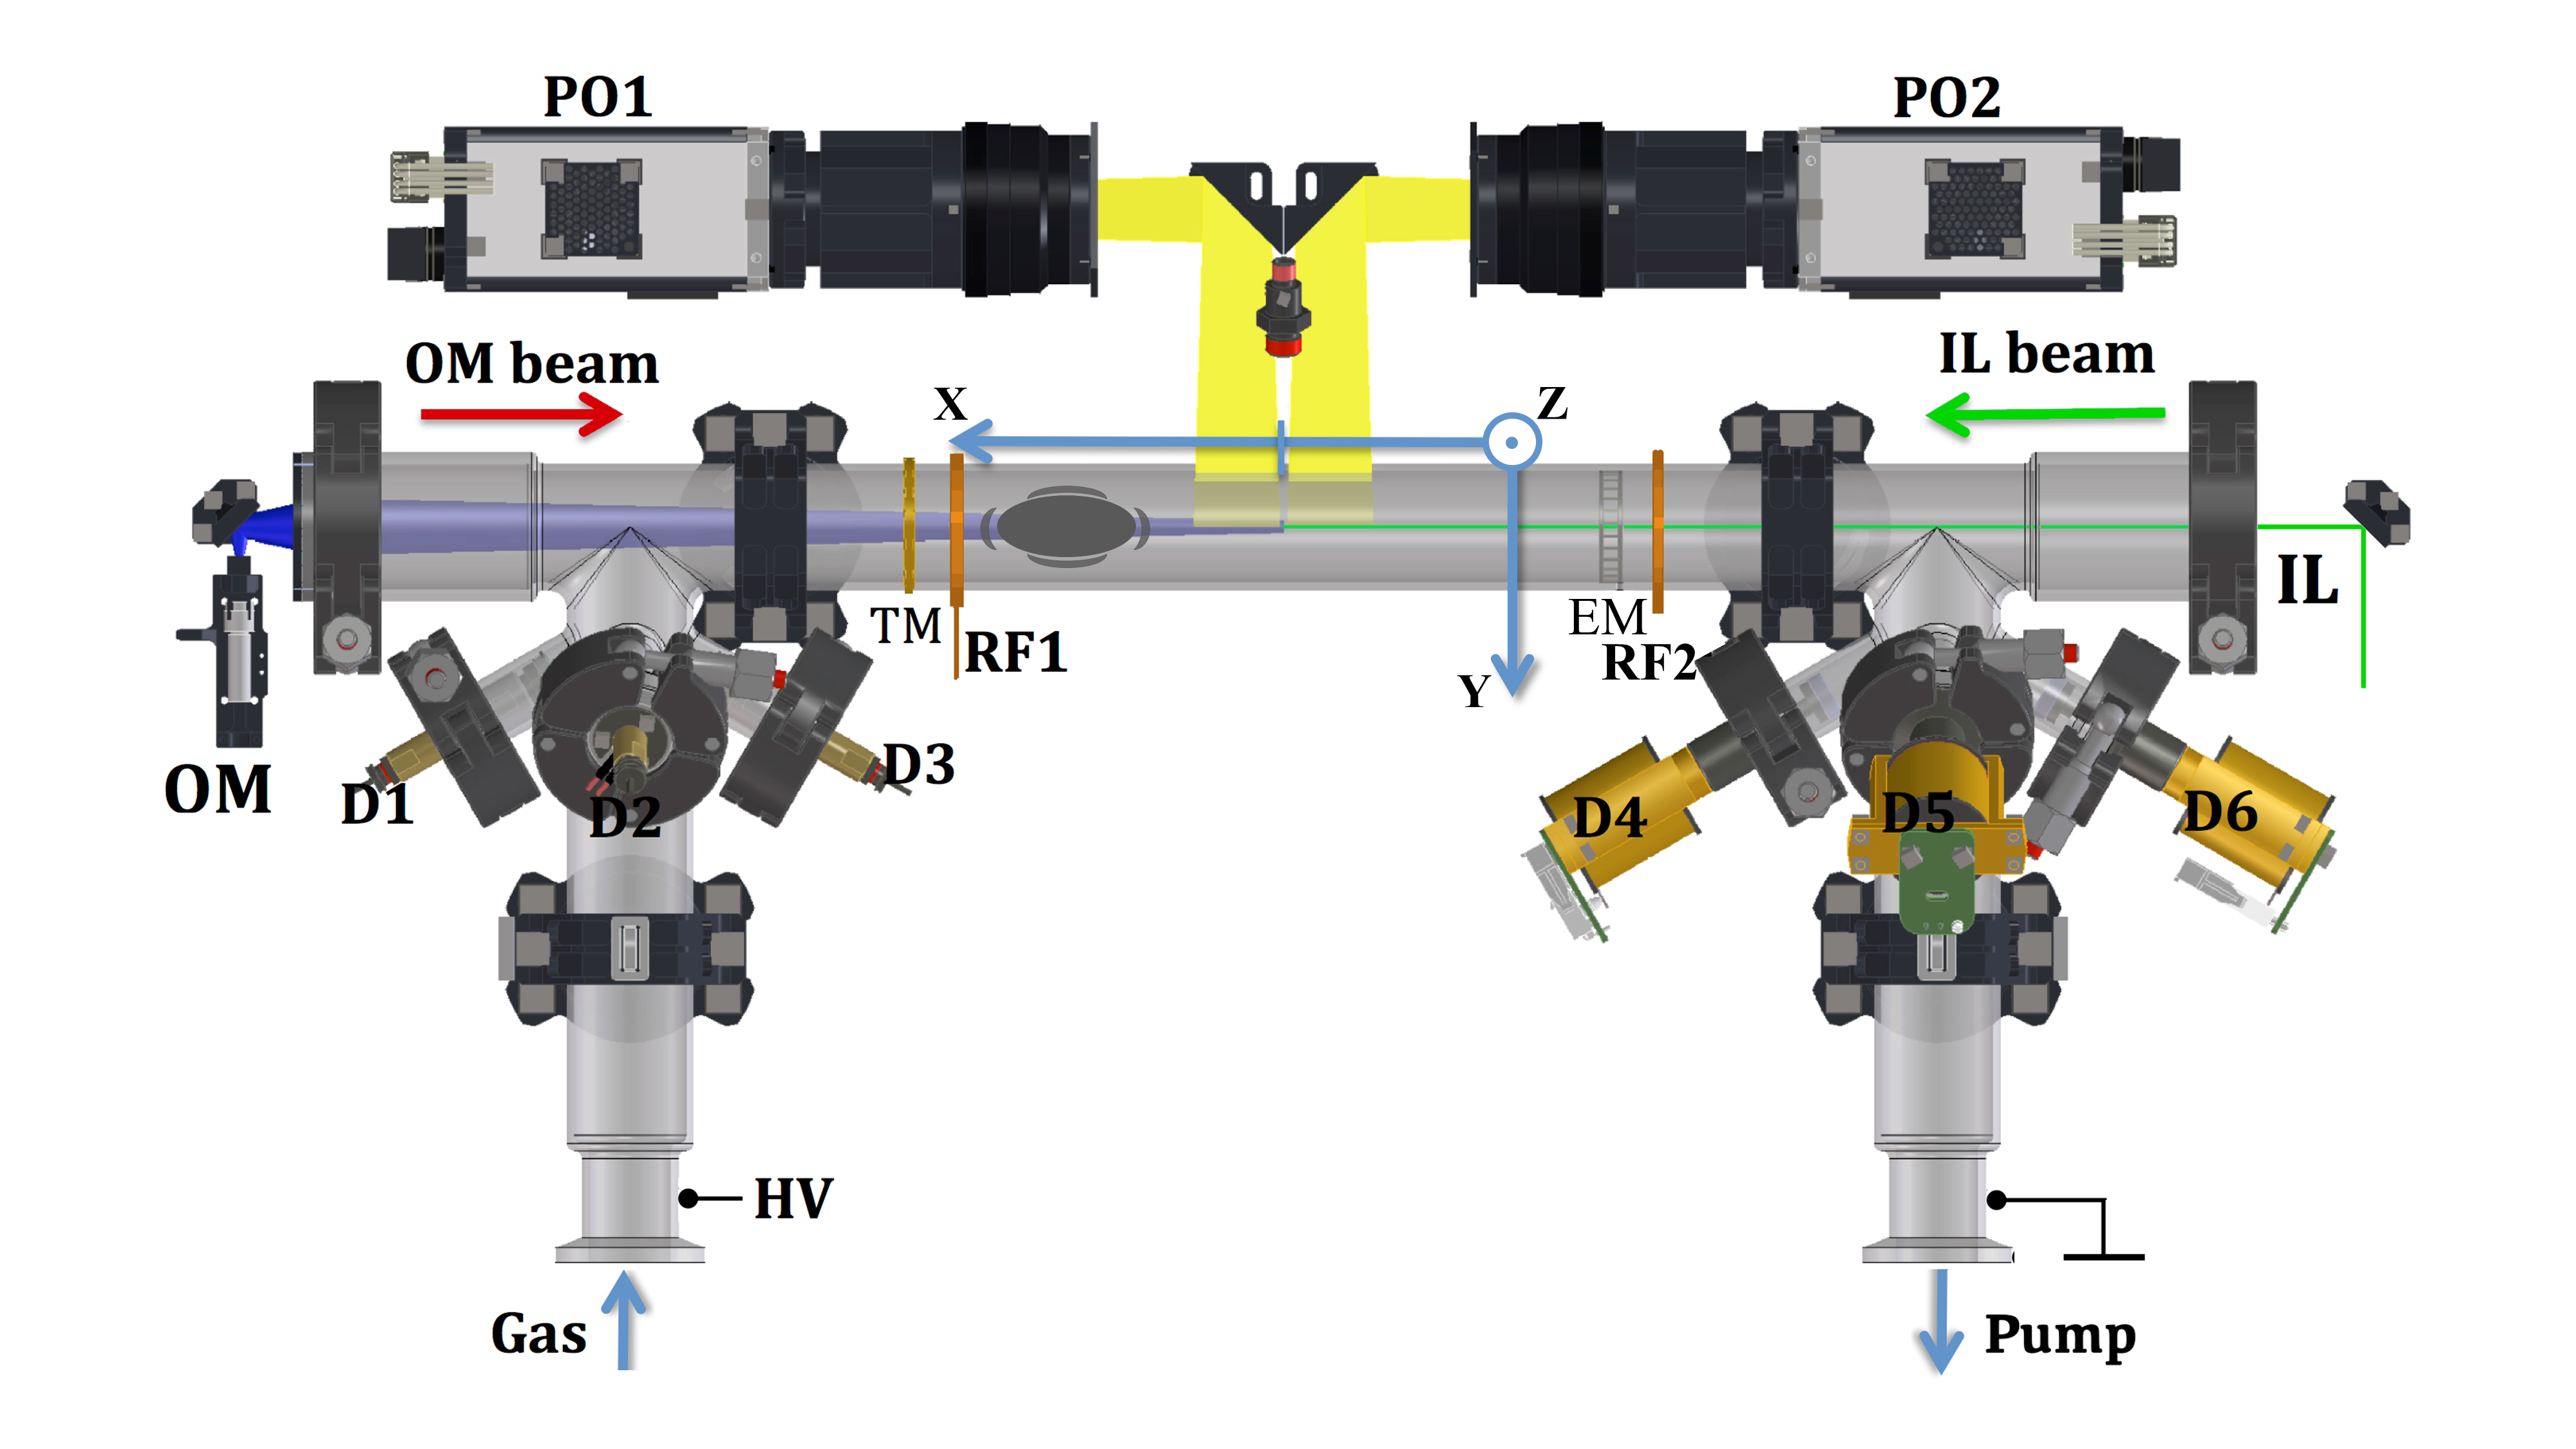 PO1
PO2
OM beam
IL beam
X
Z
TM
RF1
EM
RF2
Y
IL
OM
D1
D2
D3
D4
D5
D6
HV
Gas
Pump